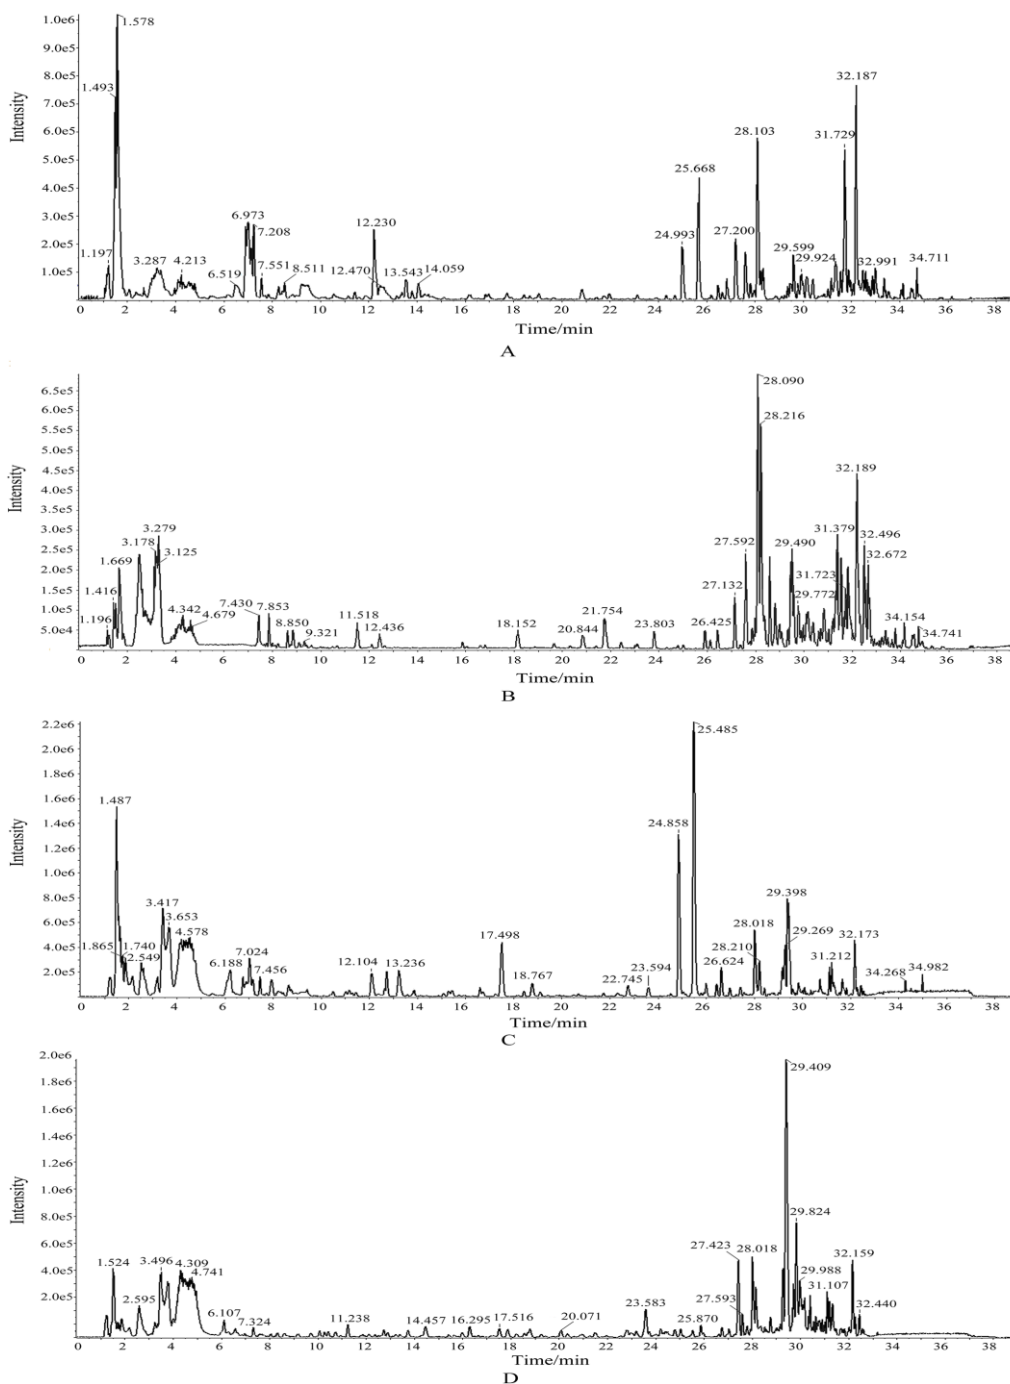 1.0e6
1.578
9.0e5
8.0e5
32.187
1.493
7.0e5
28.103
31.729
6.0e5
25.668
5.0e5
4.0e5
6.973
12.230
27.200
3.0e5
7.208
24.993
2.0e5
1.197 3.287 4.213 7.551 8.511 12.470 13.543 14.059 29.599 29.924 32.991 34.711
1.0e5
6.519
Intensity
0 2 4 6 8 10 12 14 16 18 20 22 24 26 28 30 32 34 36 38
Time/min
A
28.090
6.5e5
6.0e5
28.216
5.5e5
5.0e5
4.5e5
32.189
4.0e5
3.5e5
3.279
31.379
3.0e5
3.178
32.496
2.5e5
3.125
27.592 29.490
32.672
2.0e5
1.669
31.723
1.5e5
1.416
27.132 29.772
1.0e5
4.342 7.430 7.853 11.518 18.152 21.754 23.803 26.425 34.154
5.0e4
1.196 4.679 8.850 9.321 12.436 20.844 34.741
Intensity
0 2 4 6 8 10 12 14 16 18 20 22 24 26 28 30 32 34 36 38
Time/min
B
2.2e6
25.485
2.0e6
1.8e6
1.6e6
1.487
1.4e6
24.858
1.2e6
1.0e6
29.398
8.0e5
3.417
6.0e5
3.653
28.018
4.578
17.498
29.269
32.173
4.0e5
1.865 1.740
28.210
2.549
7.024
26.624
31.212
2.0e5
6.188 7.456 12.104 13.236 18.767 22.745 23.594 34.268 34.982
Intensity
0 2 4 6 8 10 12 14 16 18 20 22 24 26 28 30 32 34 36 38
Time/min
C
2.0e6
29.409
1.8e6
1.6e6
1.4e6
1.2e6
1.0e6
8.0e5
29.824
6.0e5
27.423 28.018
32.159
1.524 3.496 4.309
4.0e5
4.741
29.988
31.107
2.0e5
2.595 27.593 32.440
6.107 7.324 11.238 14.457 16.295 17.516 20.071 23.583 25.870
Intensity
0 2 4 6 8 10 12 14 16 18 20 22 24 26 28 30 32 34 36 38
Time/min
D